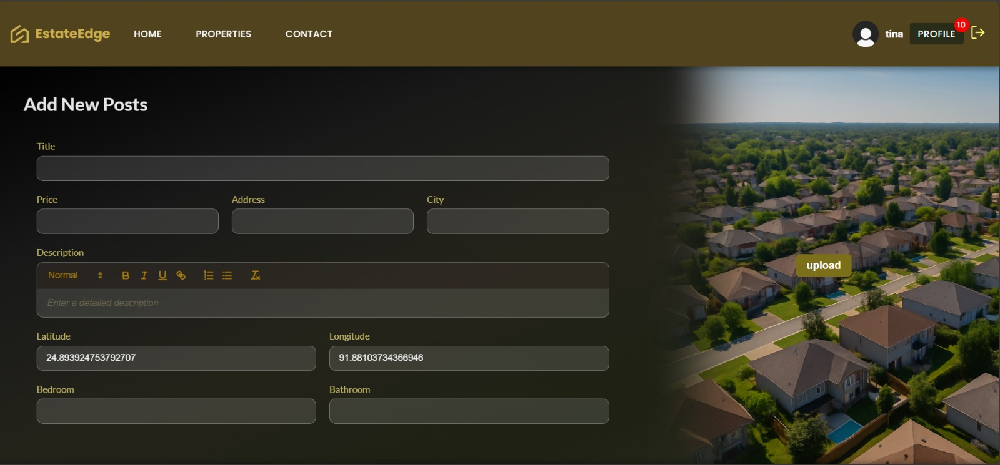 EstateEdge HOME PROPERTIES CONTACT tina PROFILE 10
Add New Posts
Title
Price Address City
Description
Normal B I U
Enter a detailed description
upload
Latitude Longitude
24.893924753792707 91.88103734366946
Bedroom Bathroom